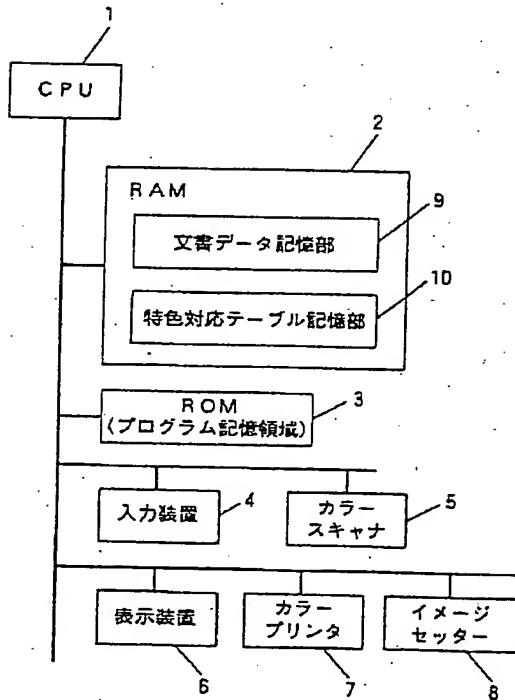 1
CPU
2
RAM
9
文書データ記憶部
10
特色対応テーブル記憶部
ROM
(プログラム記憶領域)
3
入力装置
4
カラー
スキャナ
5
表示装置
カラー
プリンタ
イメージ
セッター
6
7
8